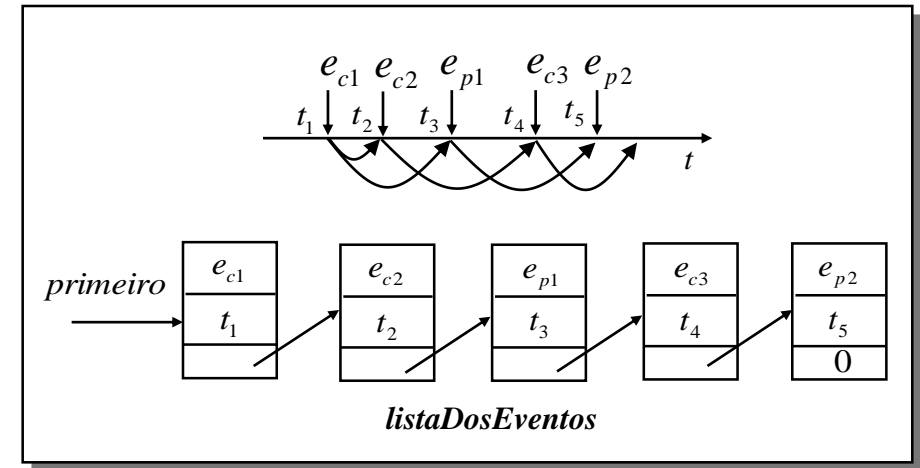 e_c1 e_c2 e_p1 e_c3 e_p2
t_1 t_2 t_3 t_4 t_5
t
primeiro
e_c1 e_c2 e_p1 e_c3 e_p2
t_1 t_2 t_3 t_4 t_5
0
listaDosEventos